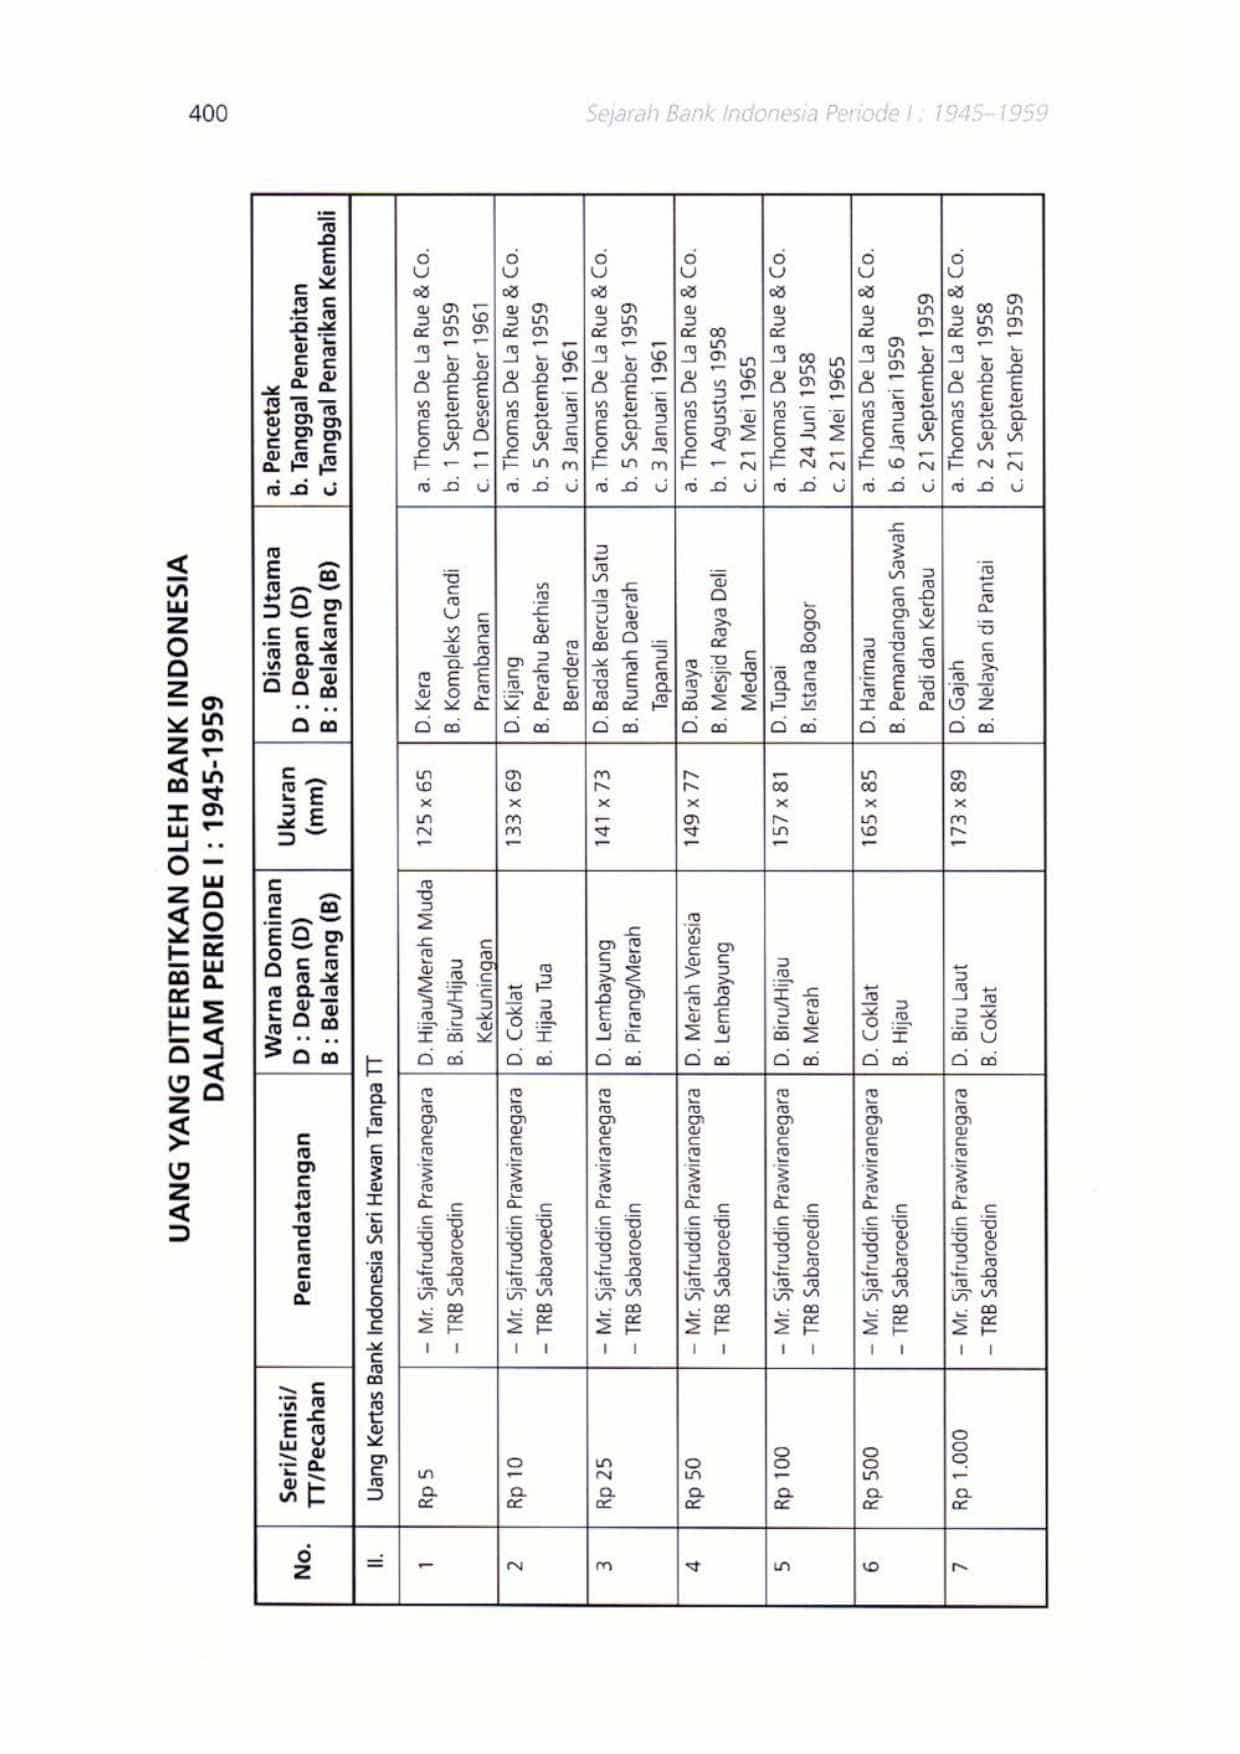 400
Sejarah Bank Indonesia Periode I : 1945–1959
UANG YANG DITERBITKAN OLEH BANK INDONESIA
DALAM PERIODE I : 1945-1959
No.
Seri/Emisi/
TT/Pecahan
Penandatangan
Warna Dominan
D : Depan (D)
B : Belakang (B)
Ukuran
(mm)
Disain Utama
D : Depan (D)
B : Belakang (B)
a. Pencetak
b. Tanggal Penerbitan
c. Tanggal Penarikan Kembali
II.
Uang Kertas Bank Indonesia Seri Hewan Tanpa TT
1
Rp 5
– Mr. Sjafruddin Prawiranegara
– TRB Sabaroedin
D. Hijau/Merah Muda
B. Biru/Hijau
Kekuningan
125 x 65
D. Kera
B. Kompleks Candi
Prambanan
a. Thomas De La Rue & Co.
b. 1 September 1959
c. 11 Desember 1961
2
Rp 10
– Mr. Sjafruddin Prawiranegara
– TRB Sabaroedin
D. Coklat
B. Hijau Tua
133 x 69
D. Kijang
B. Perahu Berhias
Bendera
a. Thomas De La Rue & Co.
b. 5 September 1959
c. 3 Januari 1961
3
Rp 25
– Mr. Sjafruddin Prawiranegara
– TRB Sabaroedin
D. Lembayung
B. Pirang/Merah
141 x 73
D. Badak Bercula Satu
B. Rumah Daerah
Tapanuli
a. Thomas De La Rue & Co.
b. 5 September 1959
c. 3 Januari 1961
4
Rp 50
– Mr. Sjafruddin Prawiranegara
– TRB Sabaroedin
D. Merah Venesia
B. Lembayung
149 x 77
D. Buaya
B. Mesjid Raya Deli
Medan
a. Thomas De La Rue & Co.
b. 1 Agustus 1958
c. 21 Mei 1965
5
Rp 100
– Mr. Sjafruddin Prawiranegara
– TRB Sabaroedin
D. Biru/Hijau
B. Merah
157 x 81
D. Tupai
B. Istana Bogor
a. Thomas De La Rue & Co.
b. 24 Juni 1958
c. 21 Mei 1965
6
Rp 500
– Mr. Sjafruddin Prawiranegara
– TRB Sabaroedin
D. Coklat
B. Hijau
165 x 85
D. Harimau
B. Pemandangan Sawah
Padi dan Kerbau
a. Thomas De La Rue & Co.
b. 6 Januari 1959
c. 21 September 1959
7
Rp 1.000
– Mr. Sjafruddin Prawiranegara
– TRB Sabaroedin
D. Biru Laut
B. Coklat
173 x 89
D. Gajah
B. Nelayan di Pantai
a. Thomas De La Rue & Co.
b. 2 September 1958
c. 21 September 1959